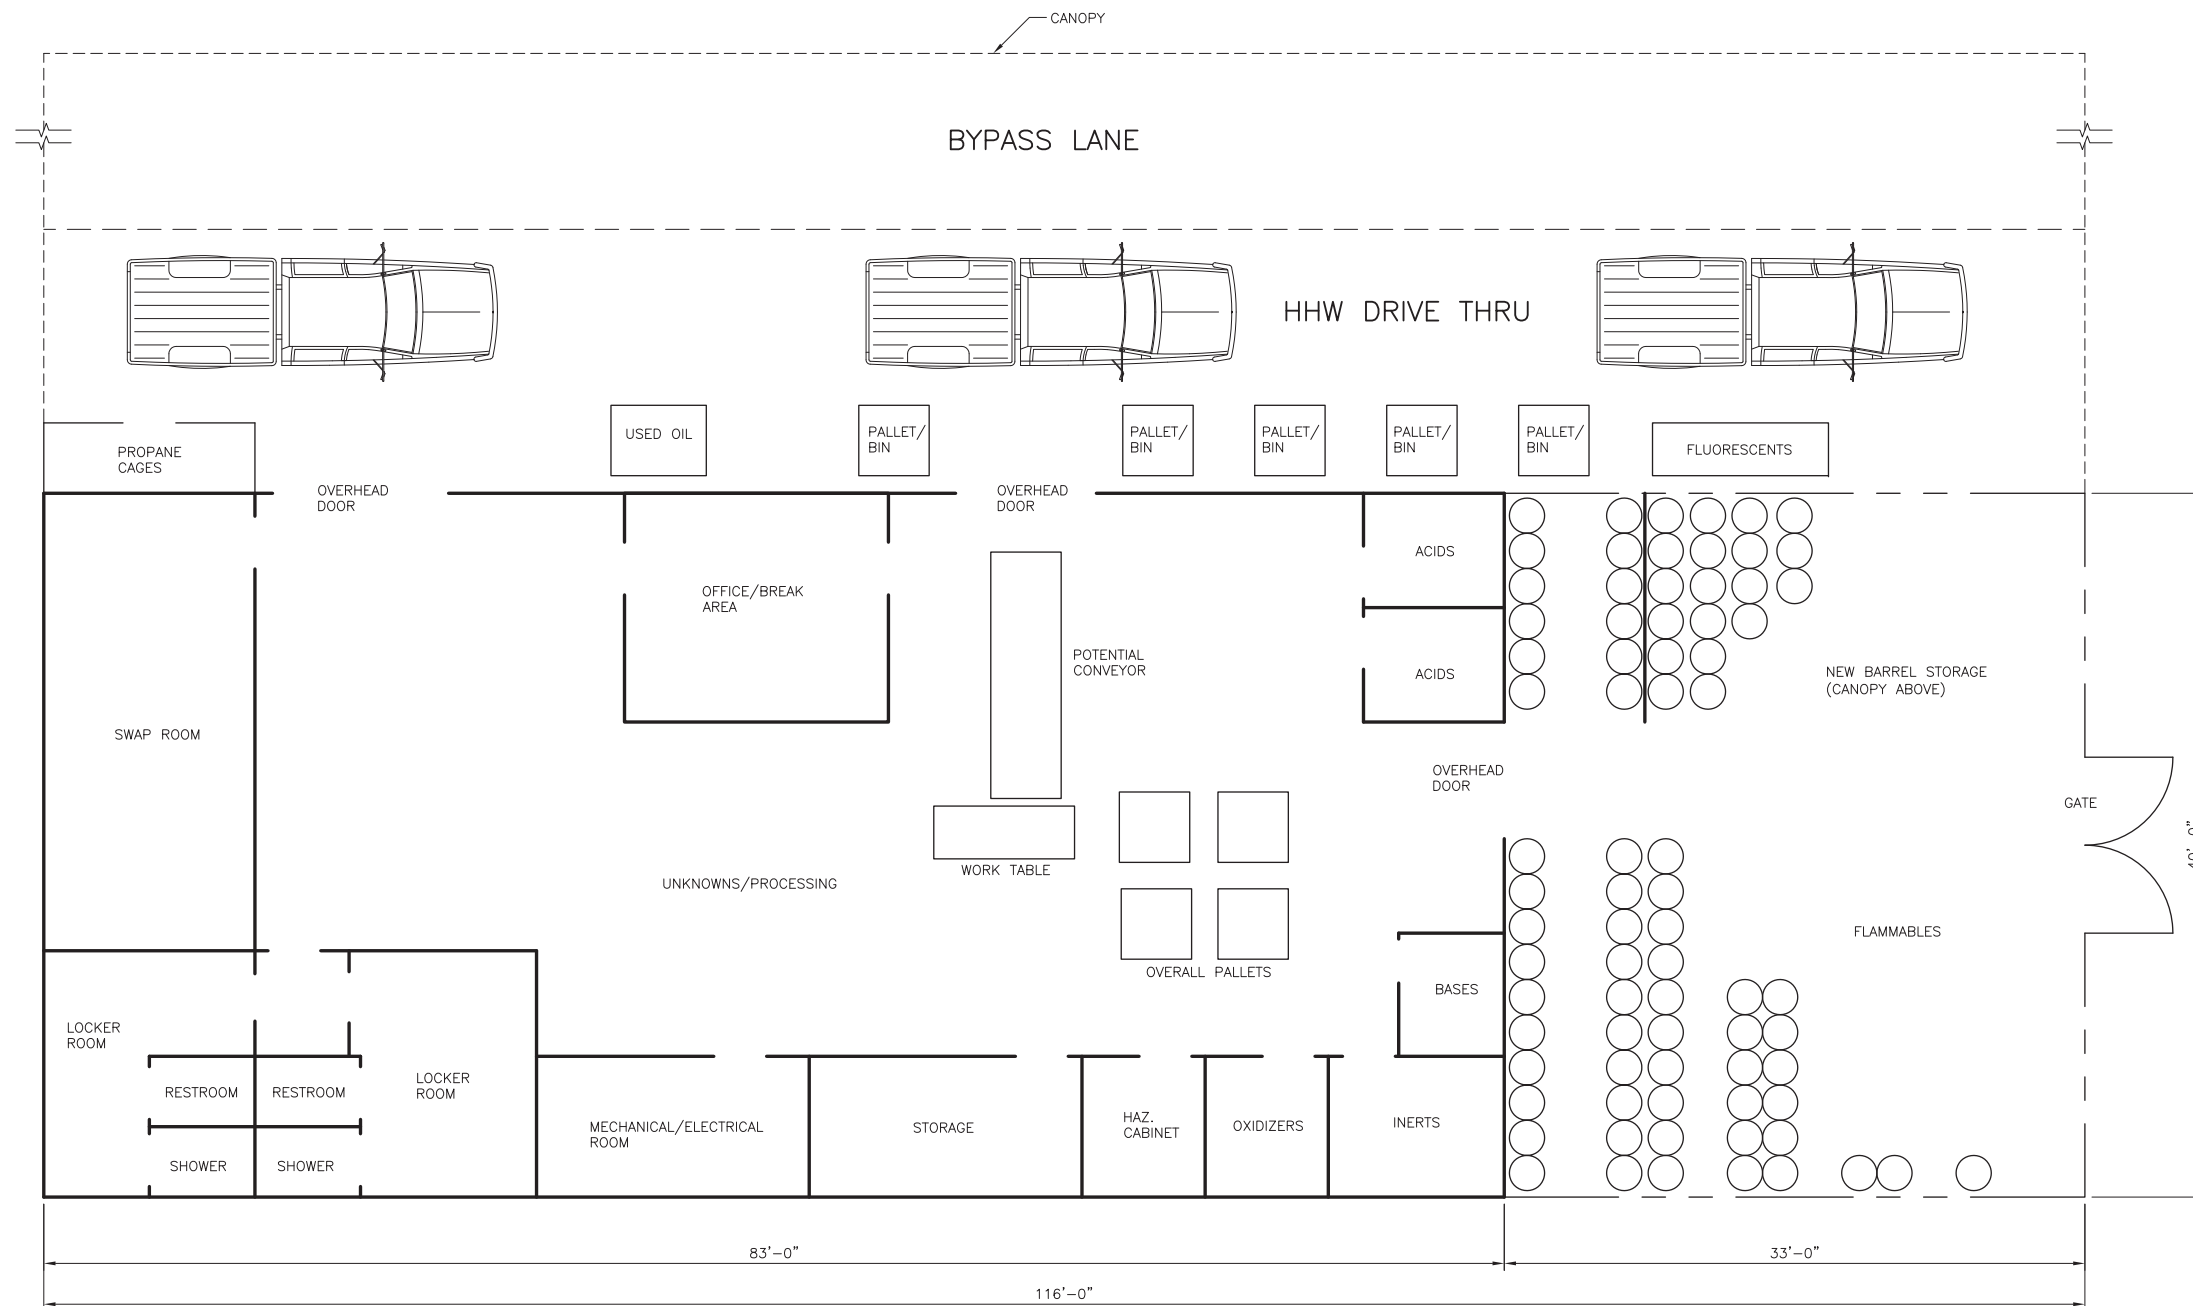 CANOPY
BYPASS LANE
HHW DRIVE THRU
PROPANE
CAGES
USED OIL
PALLET/
BIN
PALLET/
BIN
PALLET/
BIN
PALLET/
BIN
PALLET/
BIN
FLUORESCENTS
OVERHEAD
DOOR
OVERHEAD
DOOR
ACIDS
OFFICE/BREAK
AREA
POTENTIAL
CONVEYOR
ACIDS
NEW BARREL STORAGE
(CANOPY ABOVE)
SWAP ROOM
OVERHEAD
DOOR
GATE
40'-0"
WORK TABLE
UNKNOWNS/PROCESSING
FLAMMABLES
OVERALL PALLETS
BASES
LOCKER
ROOM
RESTROOM
RESTROOM
LOCKER
ROOM
MECHANICAL/ELECTRICAL
ROOM
STORAGE
HAZ.
CABINET
OXIDIZERS
INERTS
SHOWER
SHOWER
83'-0"
33'-0"
116'-0"